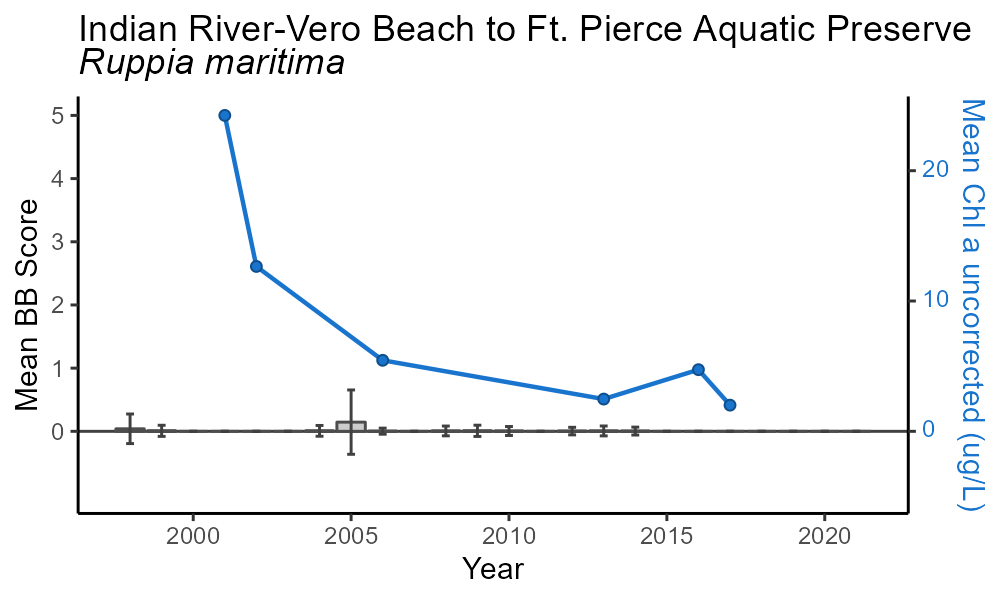 Indian River-Vero Beach to Ft. Pierce Aquatic Preserve
Ruppia maritima
Mean BB Score
5
4
3
2
1
0
20
10
0
Mean Chl a uncorrected (ug/L)
2000
2005
2010
2015
2020
Year